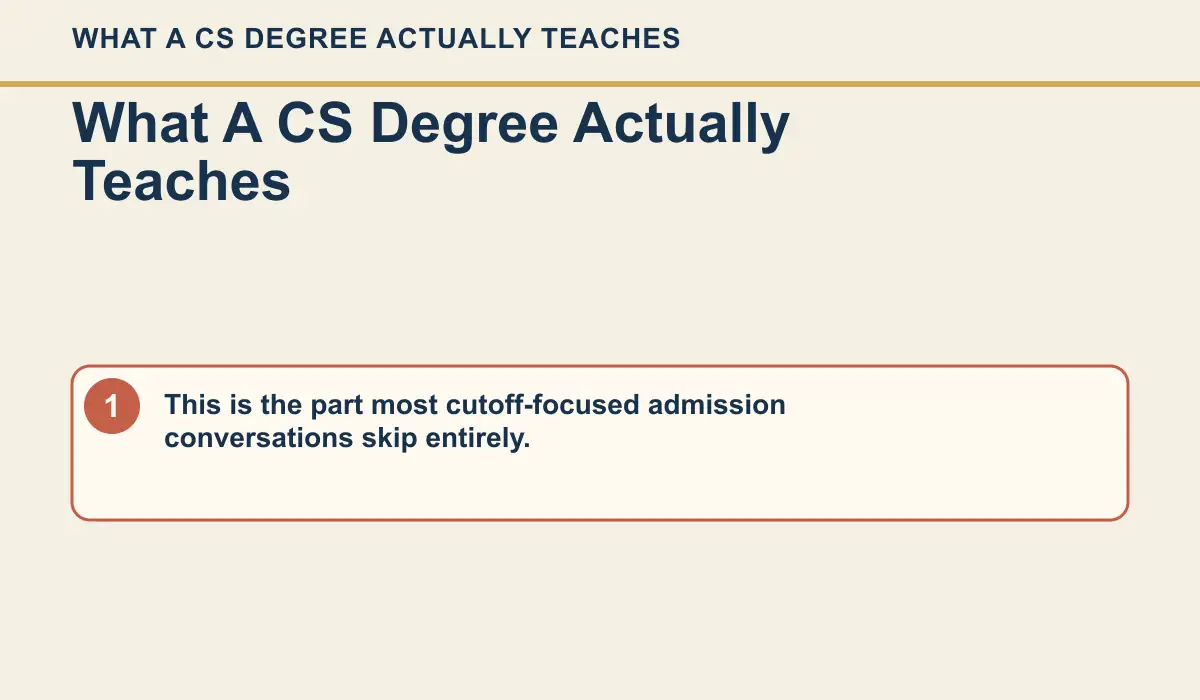 WHAT A CS DEGREE ACTUALLY TEACHES
What A CS Degree Actually
Teaches
1
This is the part most cutoff-focused admission
conversations skip entirely.